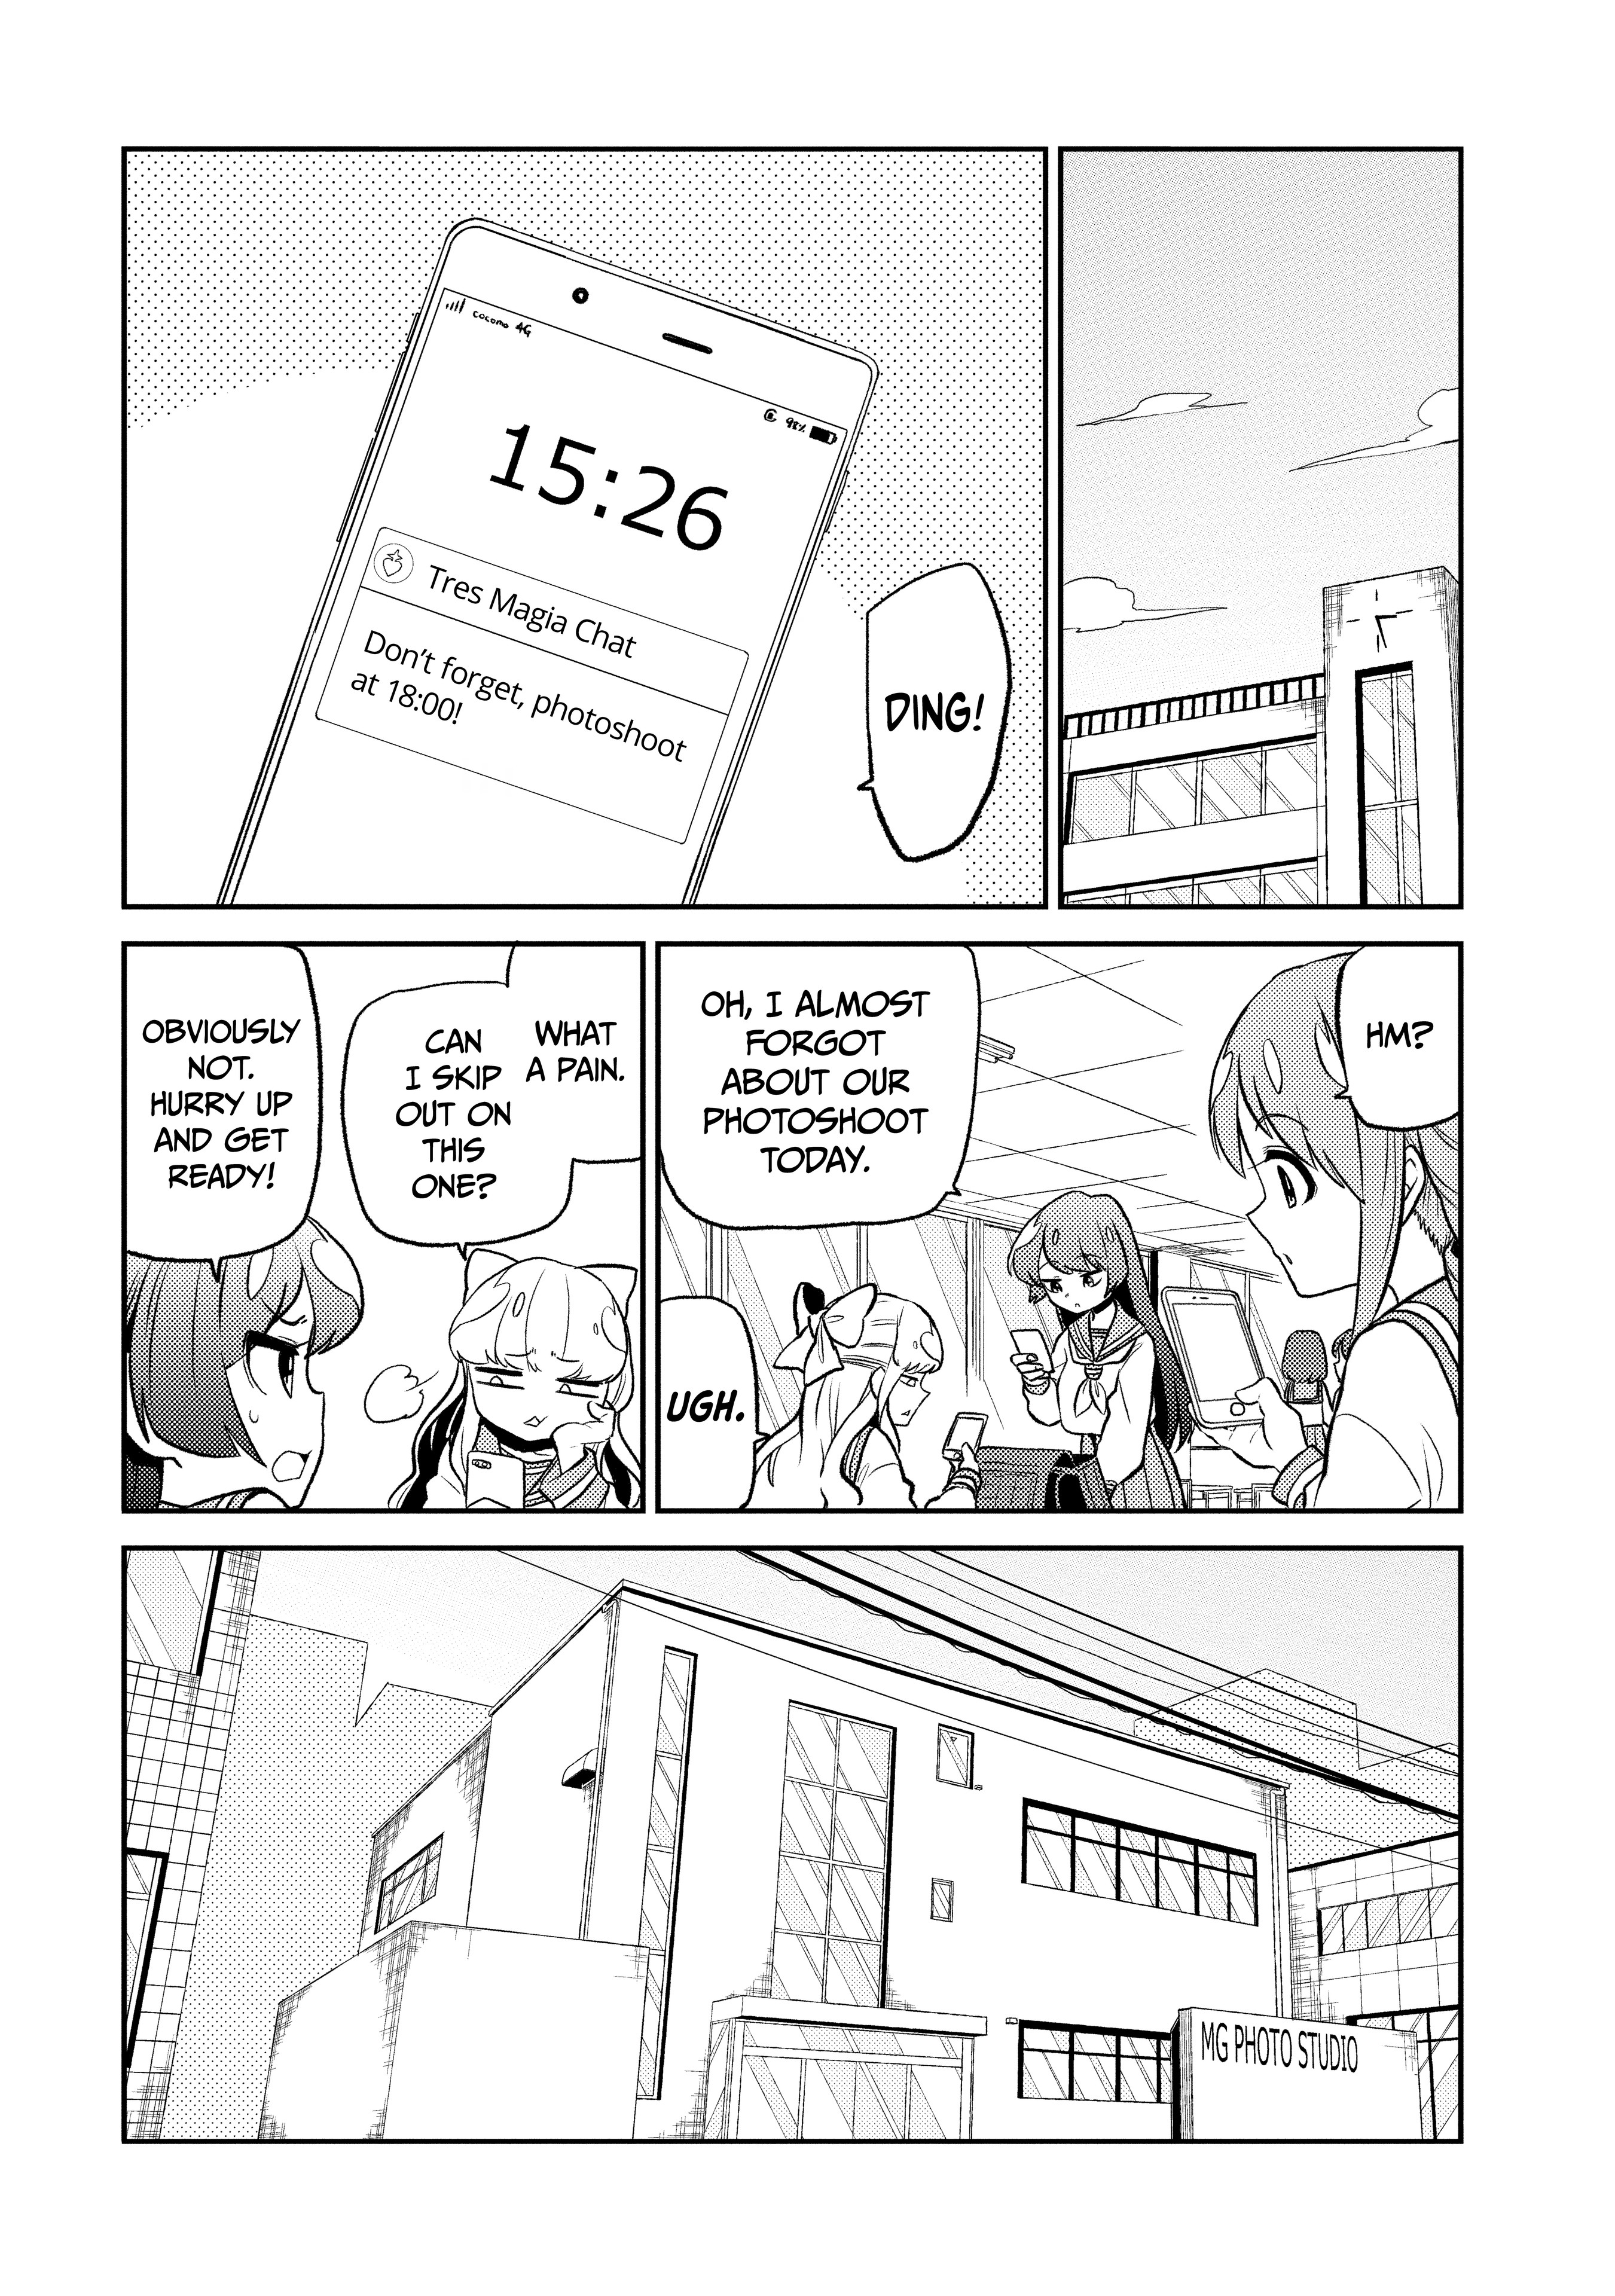 cocomo 4G
98%
15:26
Tres Magia Chat
Don't forget, photoshoot
at 18:00!
DING!
HM?
OH, I ALMOST
FORGOT
ABOUT OUR
PHOTOSHOOT
TODAY.
UGH.
WHAT
A PAIN.
CAN
I SKIP
OUT ON
THIS
ONE?
OBVIOUSLY
NOT.
HURRY UP
AND GET
READY!
MG PHOTO STUDIO